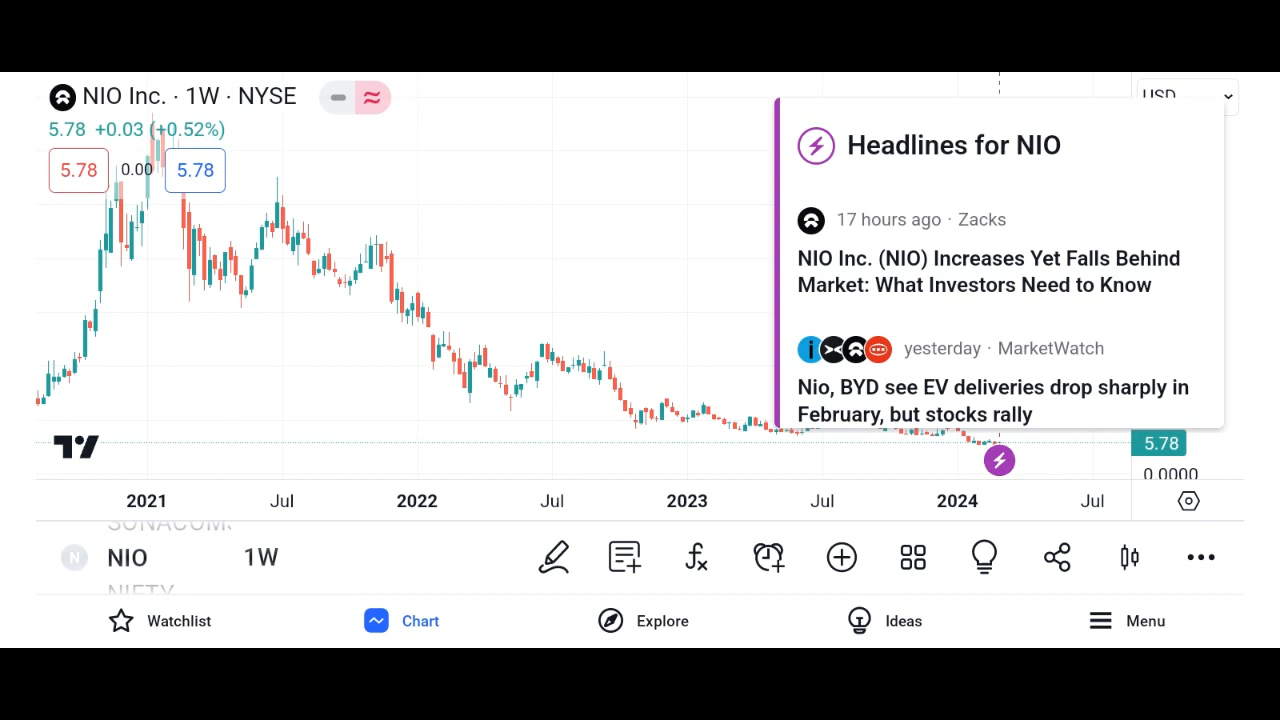 NIO Inc. · 1W · NYSE
USD
5.78 +0.03 (+0.52%)
5.78 0.00 5.78
Headlines for NIO
17 hours ago · Zacks
NIO Inc. (NIO) Increases Yet Falls Behind
Market: What Investors Need to Know
yesterday · MarketWatch
Nio, BYD see EV deliveries drop sharply in
February, but stocks rally
5.78
0.0000
2021 Jul 2022 Jul 2023 Jul 2024 Jul
SONACOMS
N NIO 1W
NIFTY
Watchlist Chart Explore Ideas Menu